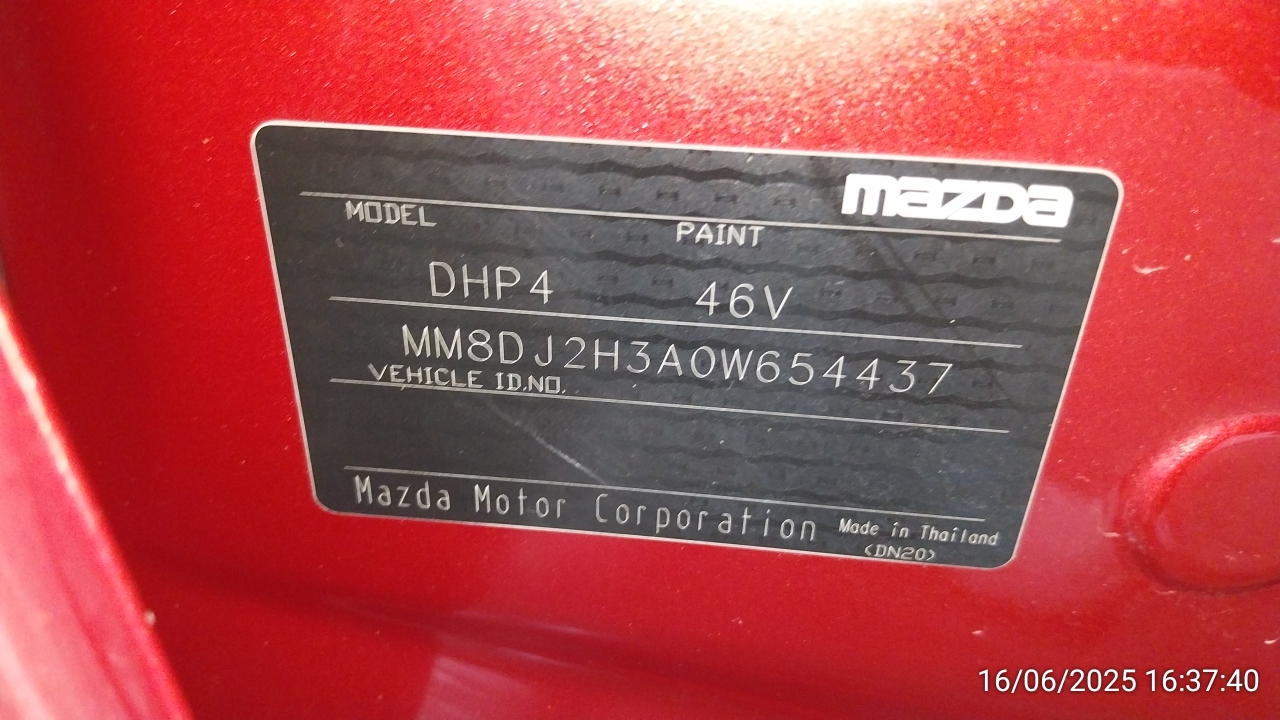 mazda
MODEL PAINT
DHP4 46V
MM8DJ2H3A0W654437
VEHICLE ID.NO.
Mazda Motor Corporation Made in Thailand
(DN20)
16/06/2025 16:37:40